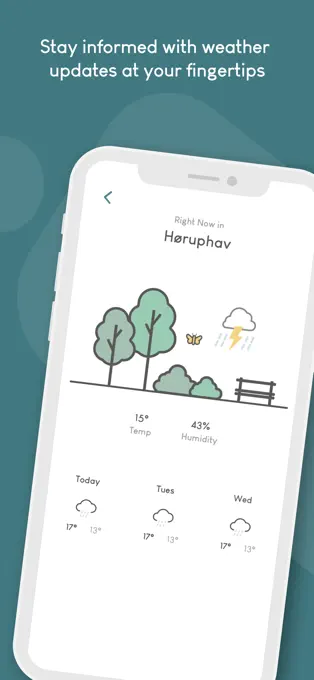 Stay informed with weather
updates at your fingertips
Right Now in
Høruphav
15° 43%
Temp Humidity
Today Tues Wed
17° 13° 17° 13° 17° 13°